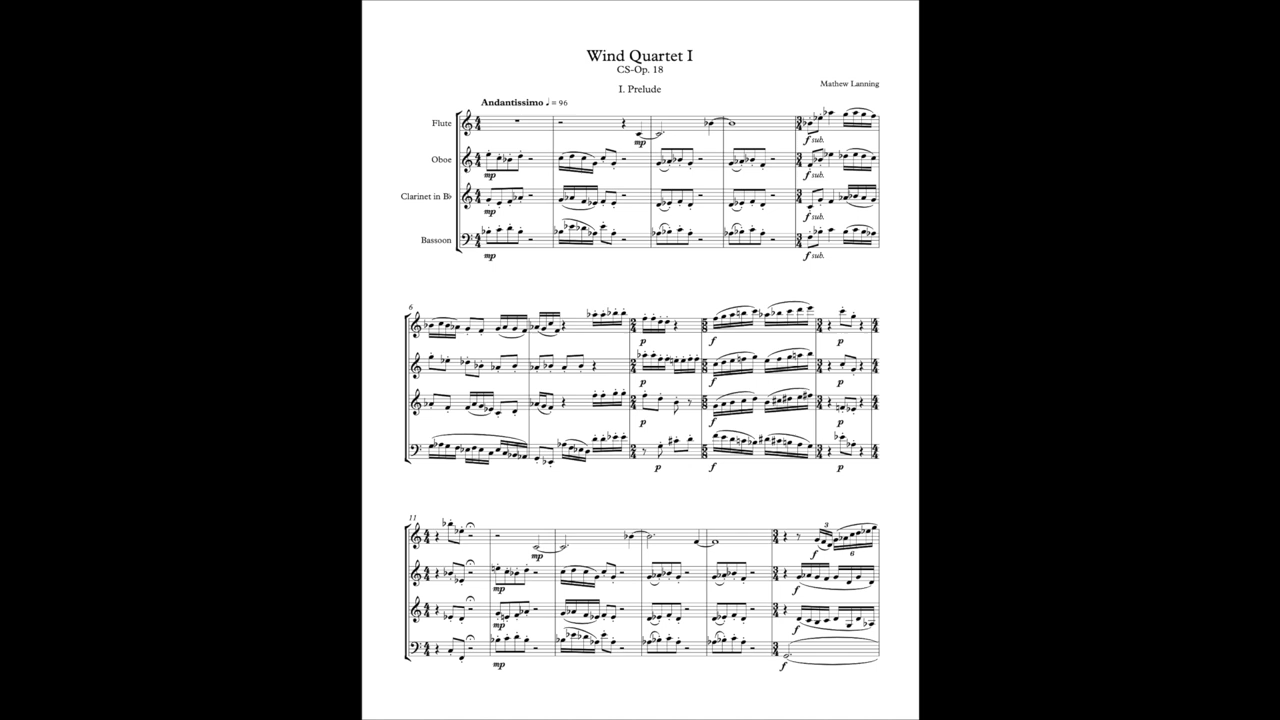 Wind Quartet I
CS-Op. 18
Mathew Lanning
I. Prelude
Andantissimo ♩ = 96
Flute
mp
f sub.
Oboe
mp
f sub.
Clarinet in B♭
mp
f sub.
Bassoon
mp
f sub.
6
p f p
p f p
p f p
p f p
11
mp f 3 6
mp f
mp f
mp f